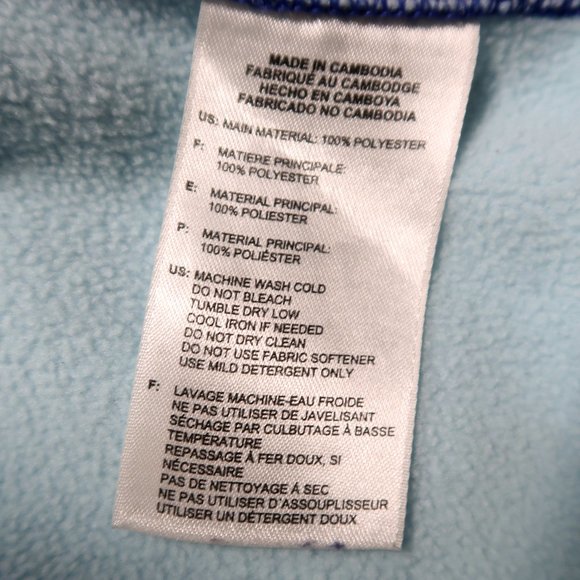 MADE IN CAMBODIA
FABRIQUÉ AU CAMBODGE
HECHO EN CAMBOYA
FABRICADO NO CAMBODIA
US: MAIN MATERIAL: 100% POLYESTER
F: MATIERE PRINCIPALE:
100% POLYESTER
E: MATERIAL PRINCIPAL:
100% POLIESTER
P: MATERIAL PRINCIPAL:
100% POLIÉSTER
US: MACHINE WASH COLD
DO NOT BLEACH
TUMBLE DRY LOW
COOL IRON IF NEEDED
DO NOT DRY CLEAN
DO NOT USE FABRIC SOFTENER
USE MILD DETERGENT ONLY
F: LAVAGE MACHINE-EAU FROIDE
NE PAS UTILISER DE JAVELISANT
SÉCHAGE PAR CULBUTAGE À BASSE
TEMPÉRATURE
REPASSAGE À FER DOUX, SI
NÉCESSAIRE
PAS DE NETTOYAGE À SEC
NE PAS UTILISER D'ASSOUPLISSEUR
UTILISER UN DÉTERGENT DOUX